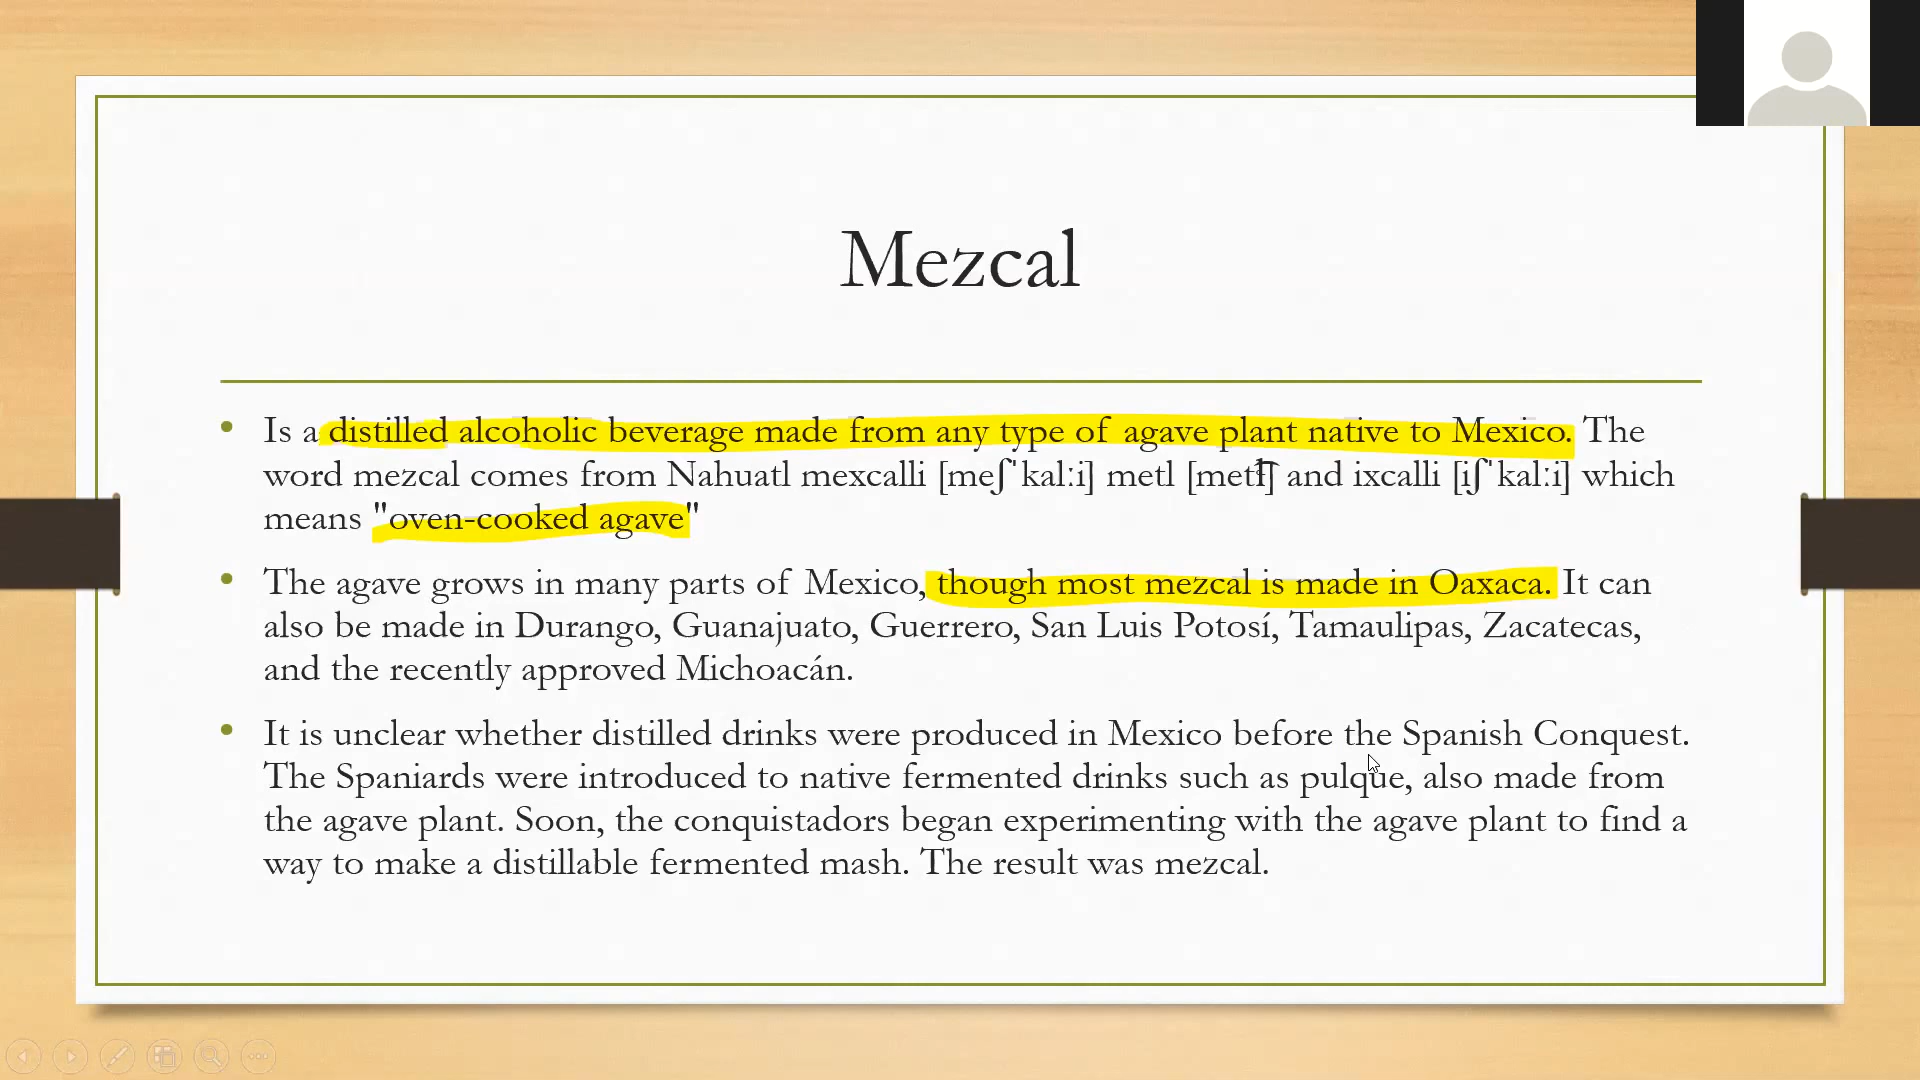 Mezcal
• Is a distilled alcoholic beverage made from any type of agave plant native to Mexico. The
word mezcal comes from Nahuatl mexcalli [meʃˈkalːi] metl [met͡ɬ] and ixcalli [iʃˈkalːi] which
means "oven-cooked agave"
• The agave grows in many parts of Mexico, though most mezcal is made in Oaxaca. It can
also be made in Durango, Guanajuato, Guerrero, San Luis Potosí, Tamaulipas, Zacatecas,
and the recently approved Michoacán.
• It is unclear whether distilled drinks were produced in Mexico before the Spanish Conquest.
The Spaniards were introduced to native fermented drinks such as pulque, also made from
the agave plant. Soon, the conquistadors began experimenting with the agave plant to find a
way to make a distillable fermented mash. The result was mezcal.